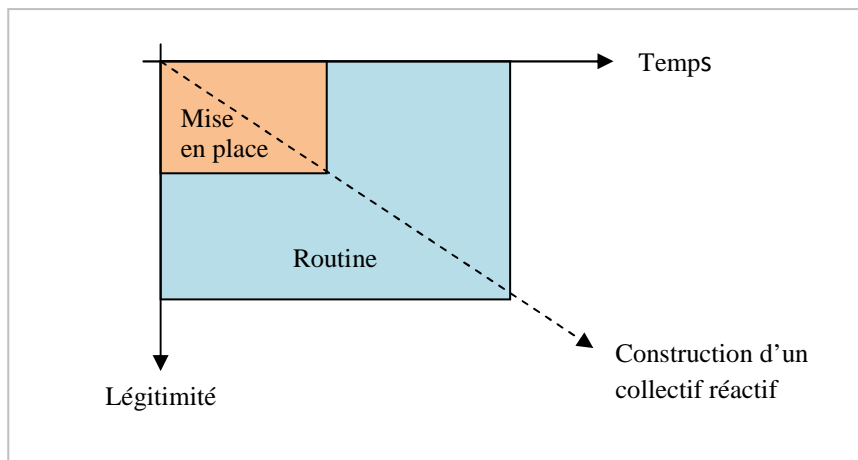 Temps
Mise
en place
Routine
Construction d’un
collectif réactif
Légitimité